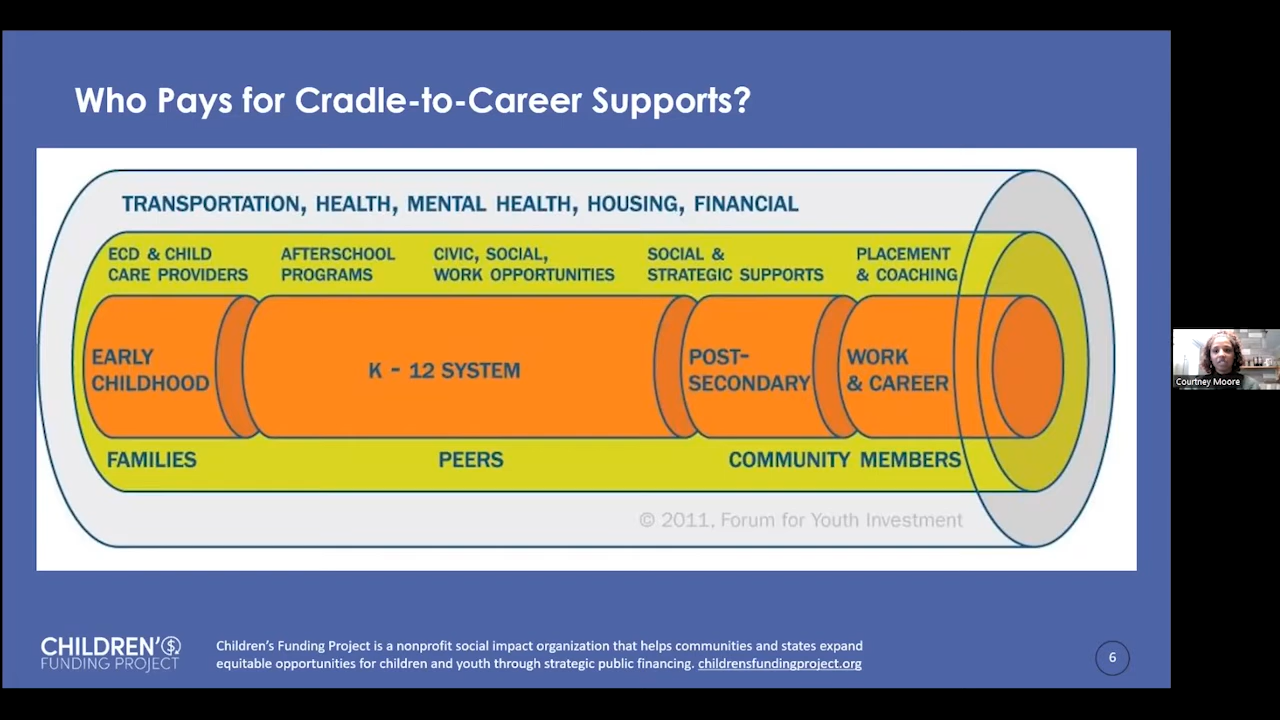 Who Pays for Cradle-to-Career Supports?
TRANSPORTATION, HEALTH, MENTAL HEALTH, HOUSING, FINANCIAL
ECD & CHILD
CARE PROVIDERS
AFTERSCHOOL
PROGRAMS
CIVIC, SOCIAL,
WORK OPPORTUNITIES
SOCIAL &
STRATEGIC SUPPORTS
PLACEMENT
& COACHING
EARLY
CHILDHOOD
K - 12 SYSTEM
POST-
SECONDARY
WORK
& CAREER
FAMILIES
PEERS
COMMUNITY MEMBERS
© 2011, Forum for Youth Investment
Courtney Moore
CHILDREN'S
FUNDING PROJECT
Children's Funding Project is a nonprofit social impact organization that helps communities and states expand
equitable opportunities for children and youth through strategic public financing. childrensfundingproject.org
6